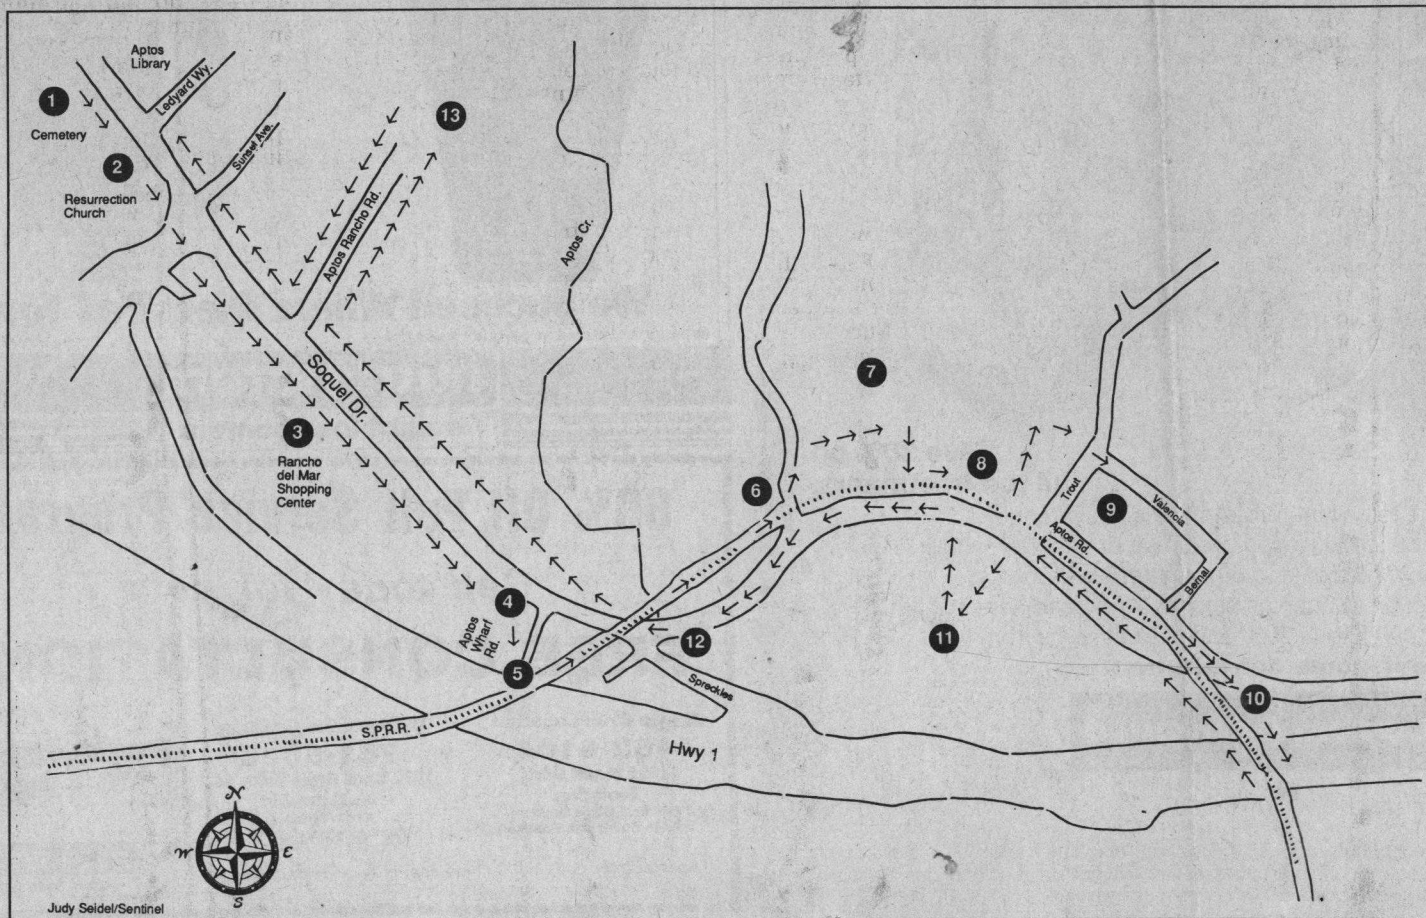 Aptos
Library
Ledyard Wy.
1
Cemetery
13
Sunset Ave.
2
Resurrection
Church
Aptos Rancho Rd.
Aptos Cr.
Soquel Dr.
7
3
Rancho
del Mar
Shopping
Center
8
6
Trout
9
Valencia
Aptos Rd.
Bernal
4
Aptos
Wharf
Rd.
12
11
5
Spreckles
10
S.P.R.R.
Hwy 1
N
W
E
S
Judy Seidel/Sentinel